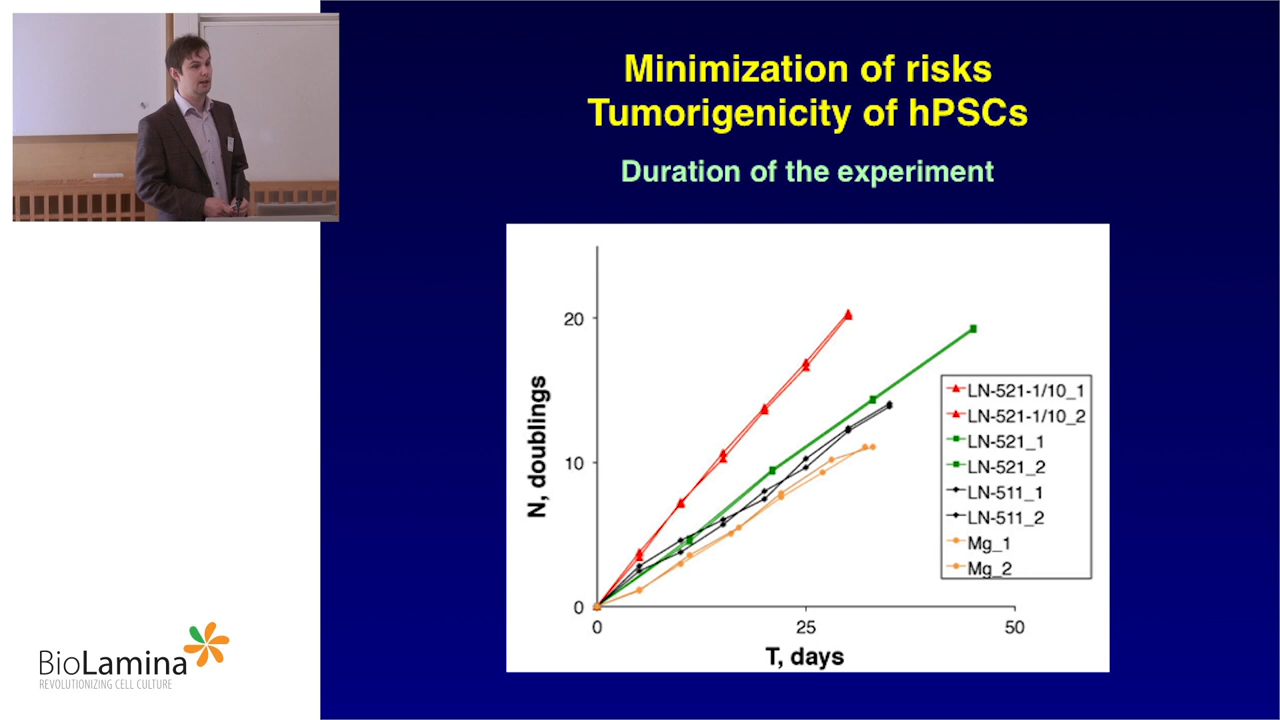 Minimization of risks
Tumorigenicity of hPSCs
Duration of the experiment
20
10
0
N, doublings
0 25 50
T, days
LN-521-1/10_1
LN-521-1/10_2
LN-521_1
LN-521_2
LN-511_1
LN-511_2
Mg_1
Mg_2
BioLamina
REVOLUTIONIZING CELL CULTURE